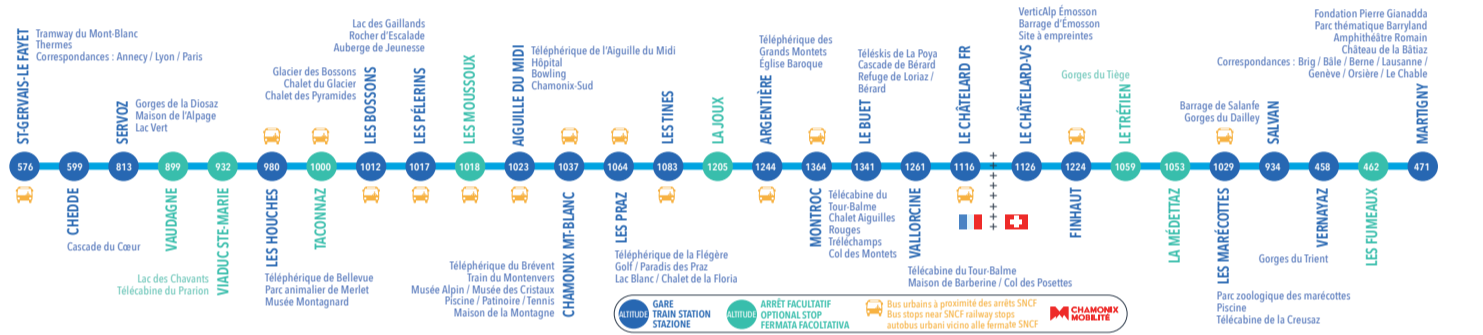 ST-GERVAIS-LE FAYET
Tramway du Mont-Blanc
Thermes
Correspondances : Annecy / Lyon / Paris
576
599
CHEDDE
Cascade du Cœur
813
SERVOZ
Gorges de la Diosaz
Maison de l'Alpage
Lac Vert
899
VAUDAGNE
Lac des Chavants
Télécabine du Prarion
932
VIADUC STE-MARIE
980
LES HOUCHES
Téléphérique de Bellevue
Parc animalier de Merlet
Musée Montagnard
1000
TACONNAZ
Glacier des Bossons
Chalet du Glacier
Chalet des Pyramides
LES BOSSONS
1012
Lac des Gaillands
Rocher d'Escalade
Auberge de Jeunesse
LES PÉLERINS
1017
LES MOUSSOUX
1018
AIGUILLE DU MIDI
Téléphérique de l'Aiguille du Midi
Hôpital
Bowling
Chamonix-Sud
1023
1037
CHAMONIX MT-BLANC
Téléphérique du Brévent
Train du Montenvers
Musée Alpin / Musée des Cristaux
Piscine / Patinoire / Tennis
Maison de la Montagne
1064
LES PRAZ
Téléphérique de la Flégère
Golf / Paradis des Praz
Lac Blanc / Chalet de la Floria
LES TINES
1083
LA JOUX
1205
ARGENTIÈRE
Téléphérique des
Grands Montets
Église Baroque
1244
1364
MONTROC
Télécabine du
Tour-Balme
Chalet Aiguilles
Rouges
Tréléchamps
Col des Montets
LE BUET
Téléskis de La Poya
Cascade de Bérard
Refuge de Loriaz /
Bérard
1341
1261
VALLORCINE
Télécabine du Tour-Balme
Maison de Barberine / Col des Posettes
LE CHÂTELARD FR
1116
LE CHÂTELARD-VS
VerticAlp Émosson
Barrage d'Émosson
Site à empreintes
1126
1224
FINHAUT
Gorges du Tiège
LE TRÉTIEN
1059
1053
LA MÉDETTAZ
Barrage de Salanfe
Gorges du Dailley
1029
LES MARÉCOTTES
Parc zoologique des marécottes
Piscine
Télécabine de la Creusaz
SALVAN
934
458
VERNAYAZ
Gorges du Trient
462
LES FUMEAUX
Fondation Pierre Gianadda
Parc thématique Barryland
Amphithéâtre Romain
Château de la Bâtiaz
Correspondances : Brig / Bâle / Berne / Lausanne /
Genève / Orsière / Le Chable
MARTIGNY
471
ALTITUDE
GARE
TRAIN STATION
STAZIONE
ALTITUDE
ARRÊT FACULTATIF
OPTIONAL STOP
FERMATA FACOLTATIVA
Bus urbains à proximité des arrêts SNCF
Bus stops near SNCF railway stops
autobus urbani vicino alle fermate SNCF
CHAMONIX
MOBILITÉ